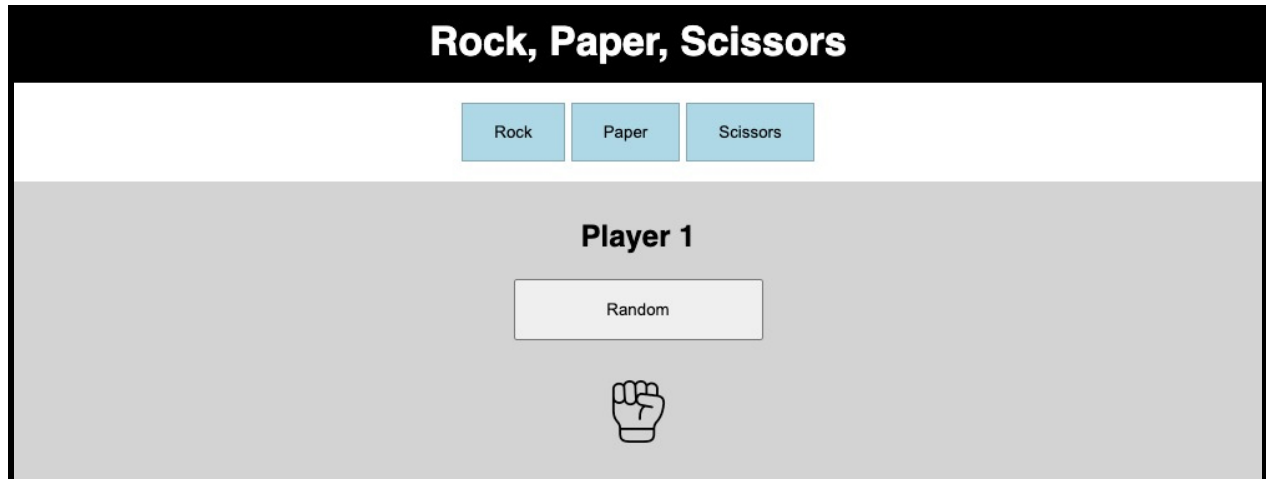 Rock, Paper, Scissors
Rock Paper Scissors
Player 1
Random